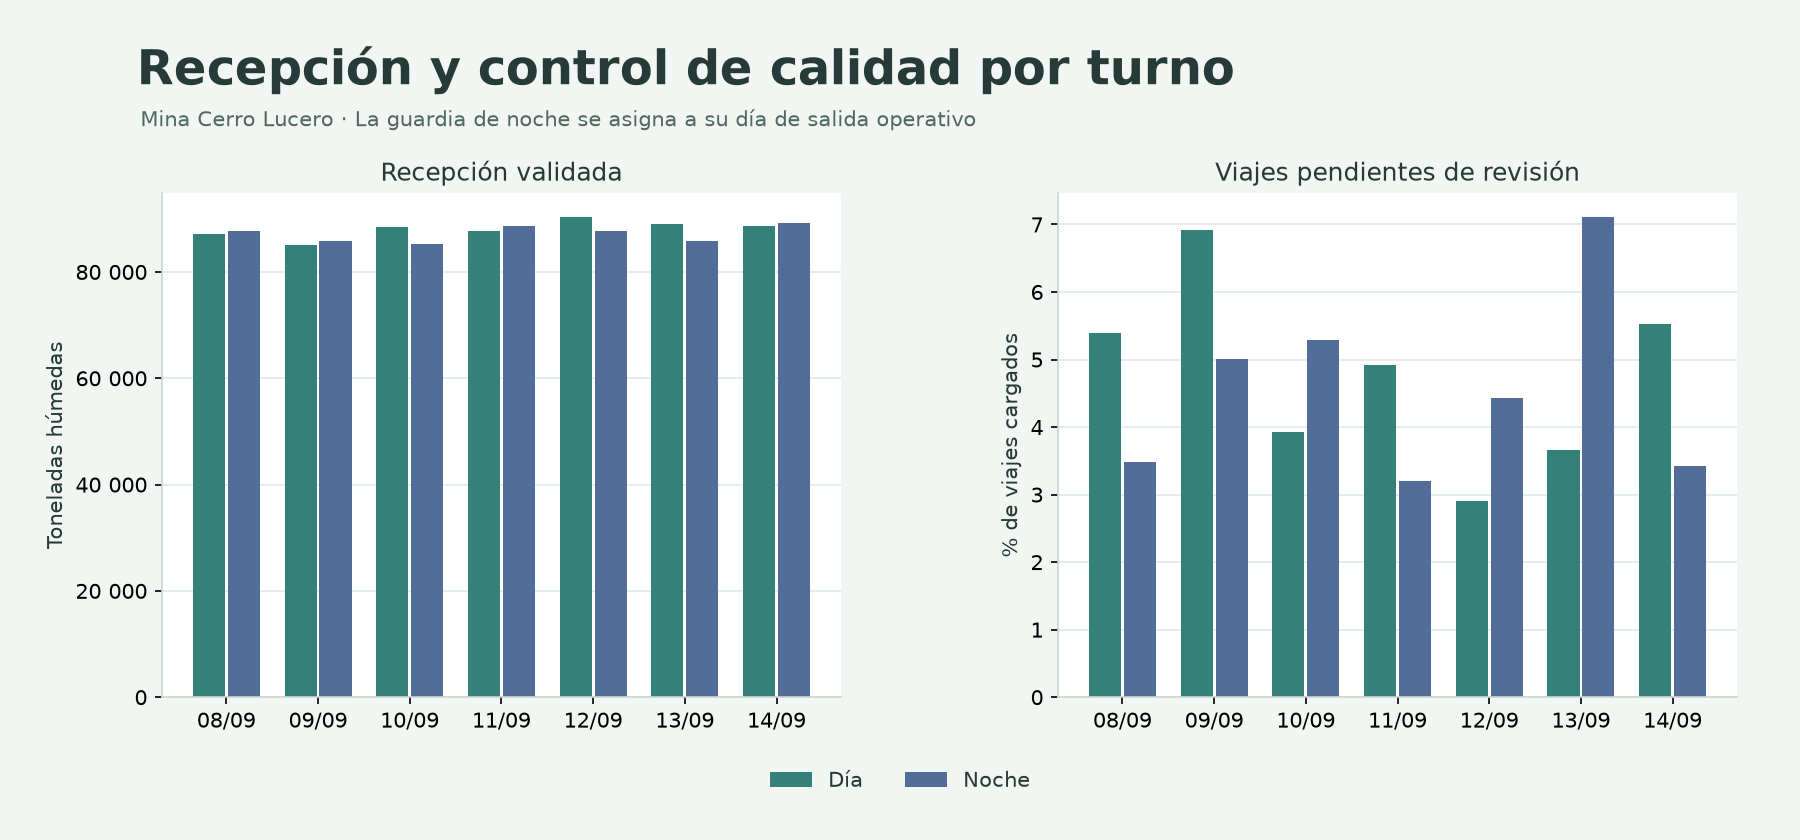 Recepción y control de calidad por turno
Mina Cerro Lucero · La guardia de noche se asigna a su día de salida operativo
Recepción validada
Toneladas húmedas
80 000
60 000
40 000
20 000
0
08/09 09/09 10/09 11/09 12/09 13/09 14/09
Viajes pendientes de revisión
% de viajes cargados
7
6
5
4
3
2
1
0
08/09 09/09 10/09 11/09 12/09 13/09 14/09
Día Noche